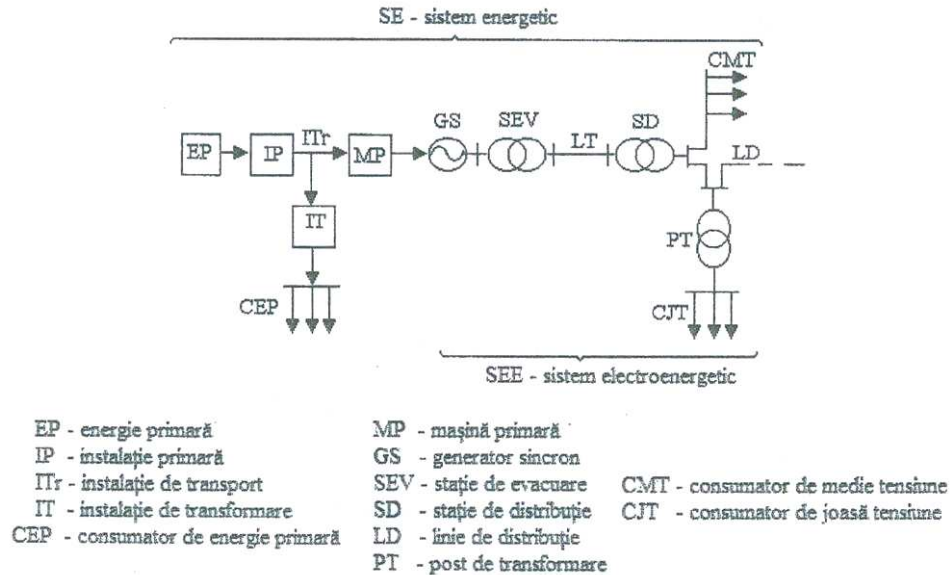 SE - sistem energetic
CMT
GS SEV SD
EP IP ITr MP LT LD
IT PT
CEP CJT
SEE - sistem electroenergetic
EP - energie primară
IP - instalație primară
ITr - instalație de transport
IT - instalație de transformare
CEP - consumator de energie primară
MP - mașină primară
GS - generator sincron
SEV - stație de evacuare
SD - stație de distribuție
LD - linie de distribuție
PT - post de transformare
CMT - consumator de medie tensiune
CJT - consumator de joasă tensiune